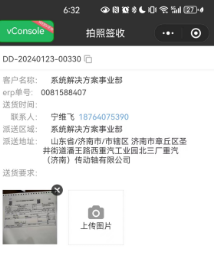 6:32
27
vConsole
拍照签收
DD-20240123-00330
客户名称： 系统解决方案事业部
erp单号： 0081588407
送货时间：
联系人： 宁维飞 18764075390
派送区域： 系统解决方案事业部
派送地址： 山东省/济南市/市辖区 济南市章丘区圣
井街道潘王路西重汽工业园北三厂重汽
（济南）传动轴有限公司
送货要求：
上传图片